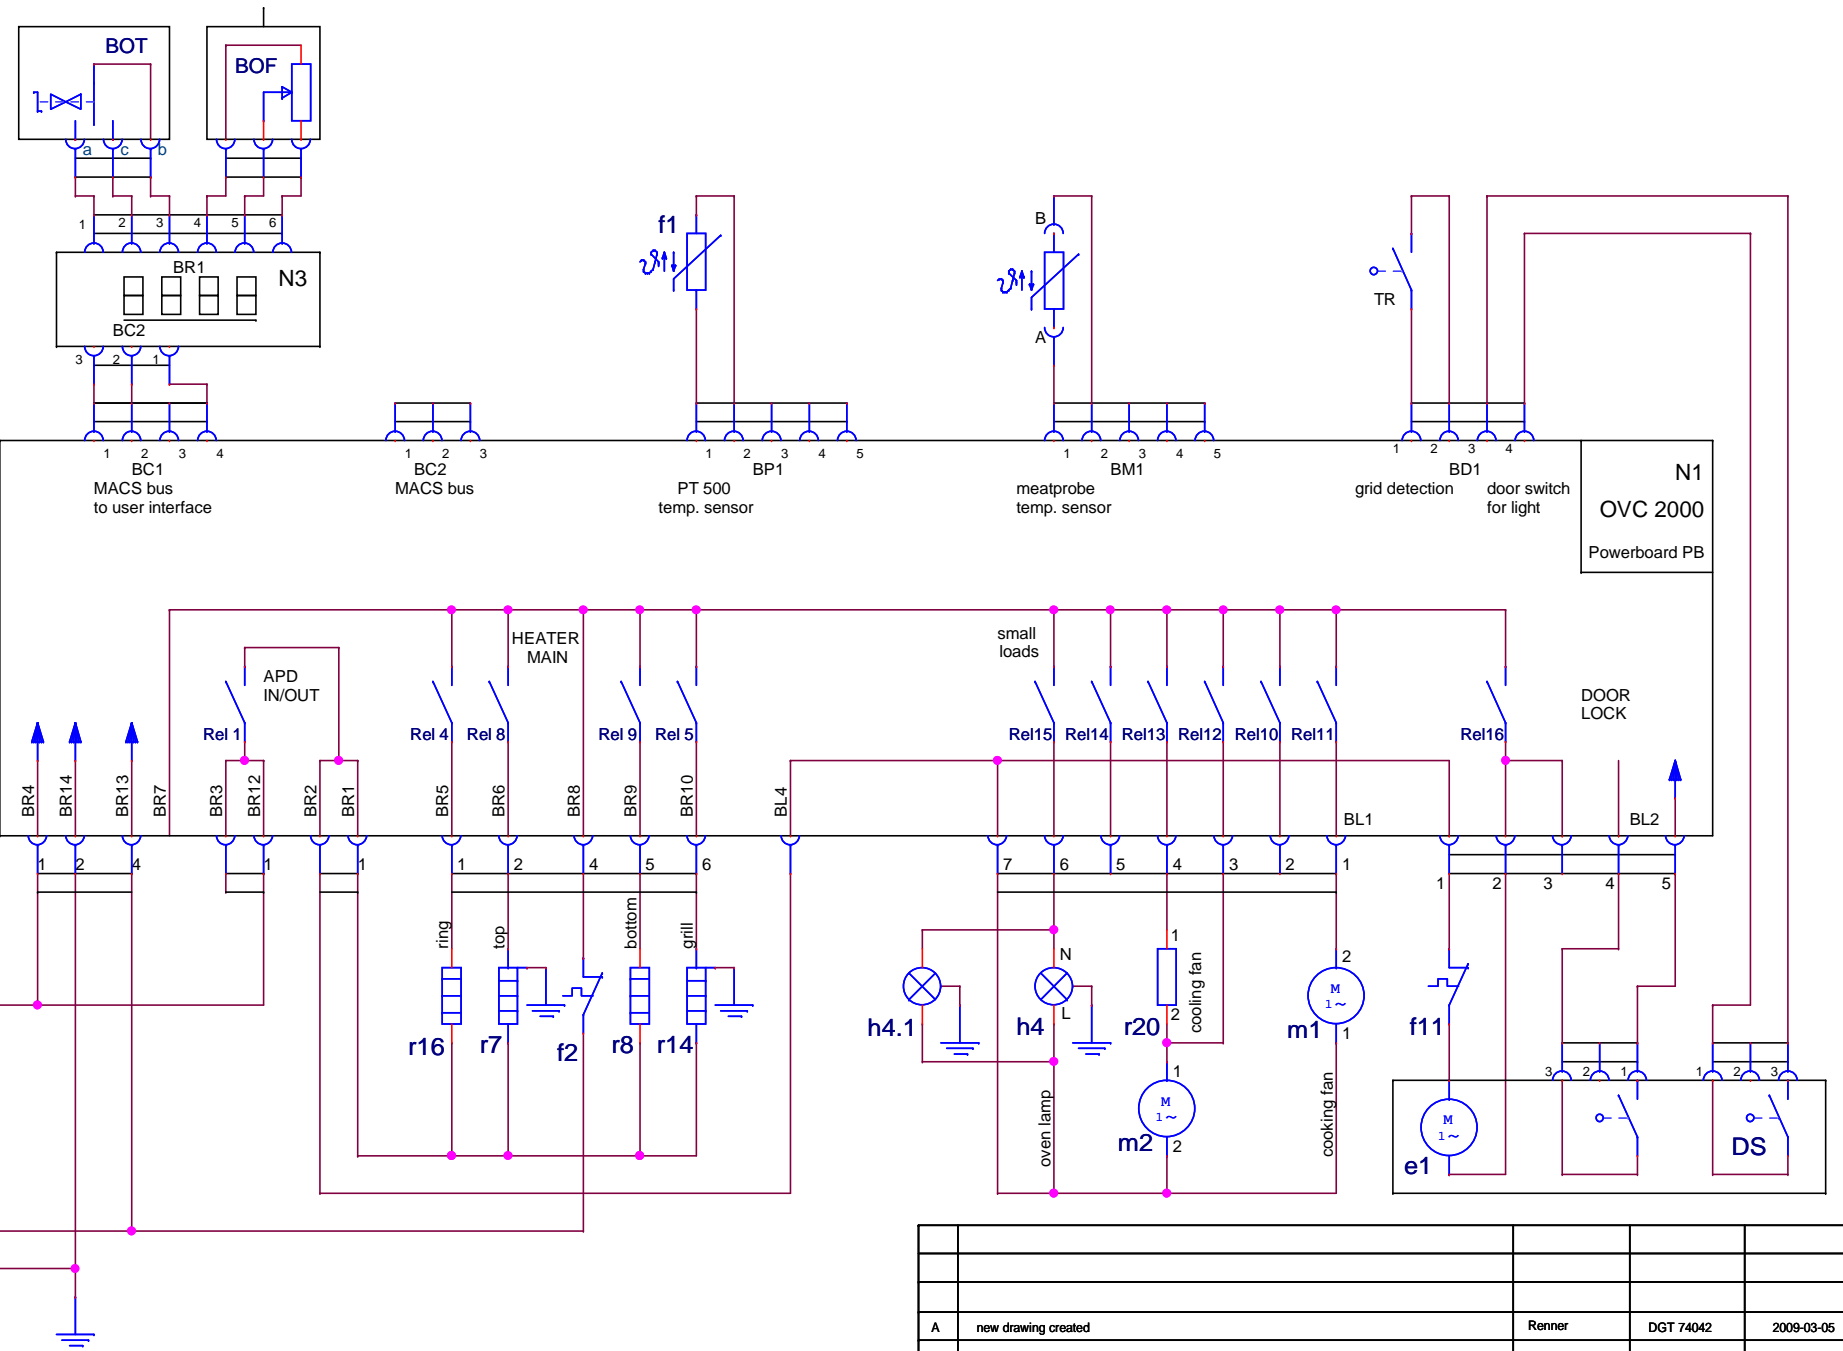 BOT
BOF
a c b
1 2 3 4 5 6
BR1
N3
BC2
3 2 1
f1
B
A
TR
1 2 3 4
BC1
MACS bus
to user interface
1 2 3
BC2
MACS bus
1 2 3 4 5
BP1
PT 500
temp. sensor
1 2 3 4 5
BM1
meatprobe
temp. sensor
1 2 3 4
BD1
grid detection
door switch
for light
N1
OVC 2000
Powerboard PB
HEATER
MAIN
small
loads
APD
IN/OUT
DOOR
LOCK
Rel 1
Rel 4
Rel 8
Rel 9
Rel 5
Rel15
Rel14
Rel13
Rel12
Rel10
Rel11
Rel16
BR4
BR14
BR13
BR7
BR3
BR12
BR2
BR1
BR5
BR6
BR8
BR9
BR10
BL4
BL1
BL2
1 2 4
1
1
1 2 4 5 6
7 6 5 4 3 2 1
1 2 3 4 5
ring
top
bottom
grill
r16
r7
f2
r8
r14
h4.1
N
L
h4
oven lamp
1
2
r20
cooling fan
1
M
1~
2
m2
2
M
1~
1
m1
cooking fan
f11
3 2 1
1 2 3
M
1~
e1
DS
A new drawing created Renner DGT 74042 2009-03-05